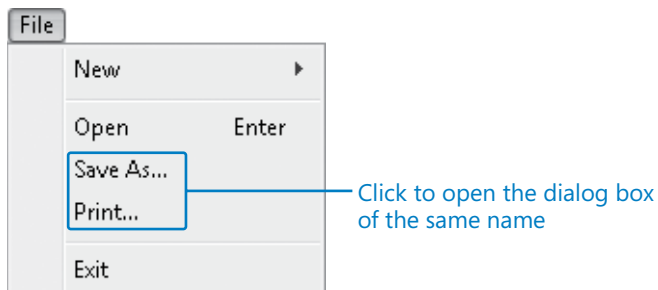 File
New
Open Enter
Save As...
Print...
Click to open the dialog box
of the same name
Exit